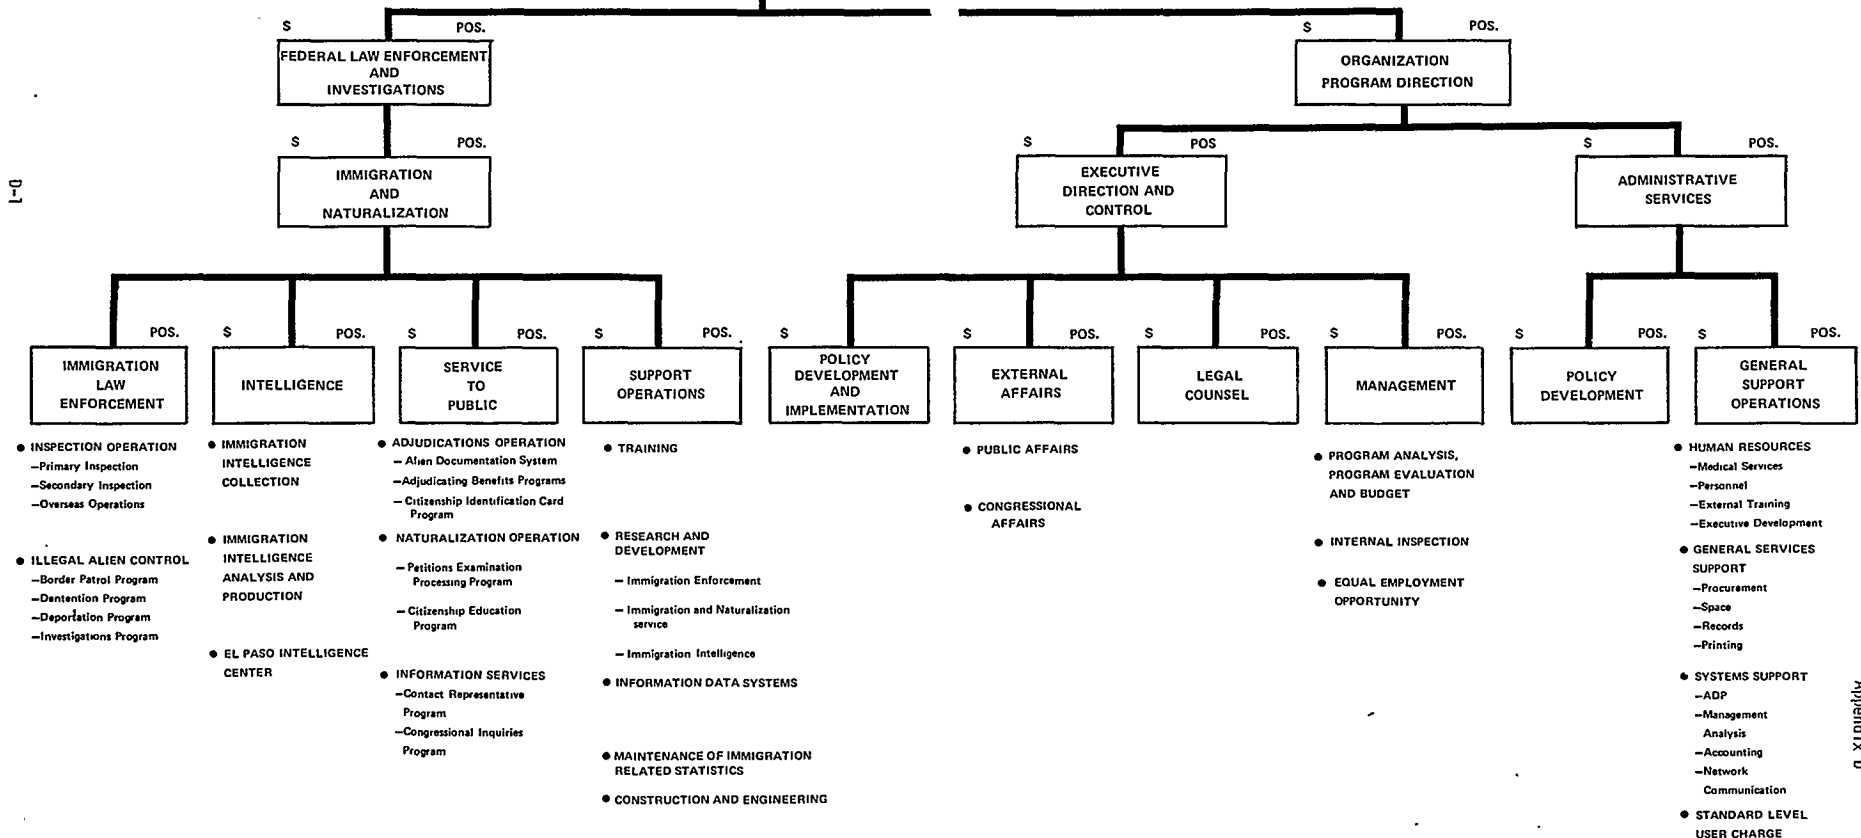 $ POS.
FEDERAL LAW ENFORCEMENT
AND
INVESTIGATIONS
$ POS.
ORGANIZATION
PROGRAM DIRECTION
$ POS.
IMMIGRATION
AND
NATURALIZATION
$ POS
EXECUTIVE
DIRECTION AND
CONTROL
$ POS.
ADMINISTRATIVE
SERVICES
D-1
POS.
IMMIGRATION
LAW
ENFORCEMENT
● INSPECTION OPERATION
—Primary Inspection
—Secondary Inspection
—Overseas Operations
● ILLEGAL ALIEN CONTROL
—Border Patrol Program
—Dentention Program
—Deportation Program
—Investigations Program
$ POS.
INTELLIGENCE
● IMMIGRATION
INTELLIGENCE
COLLECTION
● IMMIGRATION
INTELLIGENCE
ANALYSIS AND
PRODUCTION
● EL PASO INTELLIGENCE
CENTER
$ POS.
SERVICE
TO
PUBLIC
● ADJUDICATIONS OPERATION
— Alien Documentation System
—Adjudicating Benefits Programs
— Citizenship Identification Card
Program
● NATURALIZATION OPERATION
— Petitions Examination
Processing Program
— Citizenship Education
Program
● INFORMATION SERVICES
—Contact Representative
Program
—Congressional Inquiries
Program
$ POS.
SUPPORT
OPERATIONS
● TRAINING
● RESEARCH AND
DEVELOPMENT
— Immigration Enforcement
— Immigration and Naturalization
service
— Immigration Intelligence
● INFORMATION DATA SYSTEMS
● MAINTENANCE OF IMMIGRATION
RELATED STATISTICS
● CONSTRUCTION AND ENGINEERING
$ POS.
POLICY
DEVELOPMENT
AND
IMPLEMENTATION
$ POS.
EXTERNAL
AFFAIRS
● PUBLIC AFFAIRS
● CONGRESSIONAL
AFFAIRS
$ POS.
LEGAL
COUNSEL
$ POS.
MANAGEMENT
● PROGRAM ANALYSIS,
PROGRAM EVALUATION
AND BUDGET
● INTERNAL INSPECTION
● EQUAL EMPLOYMENT
OPPORTUNITY
$ POS.
POLICY
DEVELOPMENT
$ POS.
GENERAL
SUPPORT
OPERATIONS
● HUMAN RESOURCES
—Medical Services
—Personnel
—External Training
—Executive Development
● GENERAL SERVICES
SUPPORT
—Procurement
—Space
—Records
—Printing
● SYSTEMS SUPPORT
—ADP
—Management
Analysis
—Accounting
—Network
Communication
● STANDARD LEVEL
USER CHARGE
Appendix D